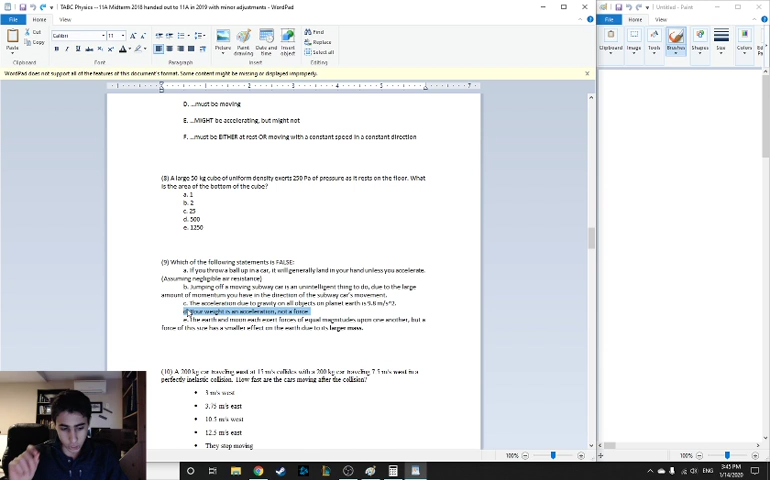 TABC Physics -- 11A Midterm 2018 handed out to 11A in 2019 with minor adjustments - WordPad
Untitled - Paint
File
Home
View
File
Home
View
Cut
Copy
Paste
Clipboard
Calibri
11
Font
Paragraph
Picture
Paint drawing
Date and time
Insert object
Insert
Find
Replace
Select all
Editing
Clipboard
Image
Tools
Brushes
Shapes
Size
Colors
WordPad does not support all of the features of this document's format. Some content might be missing or displayed improperly.
D. ...must be moving
E. ...MIGHT be accelerating, but might not
F. ...must be EITHER at rest OR moving with a constant speed in a constant direction
(8) A large 50 kg cube of uniform density exerts 250 Pa of pressure as it rests on the floor. What
is the area of the bottom of the cube?
a. 1
b. 2
c. 25
d. 500
e. 1250
(9) Which of the following statements is FALSE:
a. If you throw a ball up in a car, it will generally land in your hand unless you accelerate.
(Assuming negligible air resistance)
b. Jumping off a moving subway car is an unintelligent thing to do, due to the large
amount of momentum you have in the direction of the subway car's movement.
c. The acceleration due to gravity on all objects on planet earth is 9.8 m/s^2.
d. Your weight is an acceleration, not a force.
e. The earth and moon each exert forces of equal magnitudes upon one another, but a
force of this size has a smaller effect on the earth due to its larger mass.
(10) A 200 kg car traveling east at 15 m/s collides with a 200 kg car traveling 7.5 m/s west in a
perfectly inelastic collision. How fast are the cars moving after the collision?
• 3 m/s west
• 3.75 m/s east
• 10.5 m/s west
• 12.5 m/s east
• They stop moving
100%
100%
ENG
3:45 PM
1/14/2020